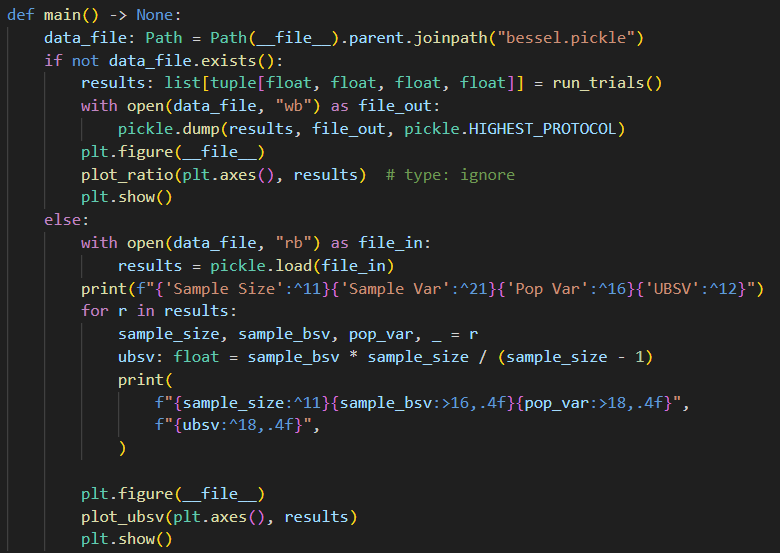 def main() -> None:
    data_file: Path = Path(__file__).parent.joinpath("bessel.pickle")
    if not data_file.exists():
        results: list[tuple[float, float, float, float]] = run_trials()
        with open(data_file, "wb") as file_out:
            pickle.dump(results, file_out, pickle.HIGHEST_PROTOCOL)
        plt.figure(__file__)
        plot_ratio(plt.axes(), results)  # type: ignore
        plt.show()
    else:
        with open(data_file, "rb") as file_in:
            results = pickle.load(file_in)
        print(f"{'Sample Size':^11}{'Sample Var':^21}{'Pop Var':^16}{'UBSV':^12}")
        for r in results:
            sample_size, sample_bsv, pop_var, _ = r
            ubsv: float = sample_bsv * sample_size / (sample_size - 1)
            print(
                f"{sample_size:^11}{sample_bsv:>16,.4f}{pop_var:>18,.4f}",
                f"{ubsv:^18,.4f}",
            )

        plt.figure(__file__)
        plot_ubsv(plt.axes(), results)
        plt.show()